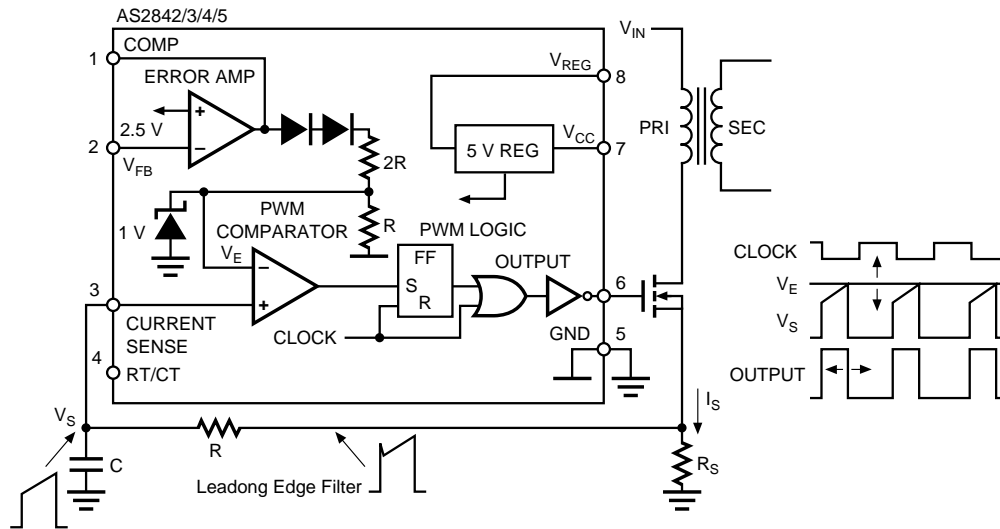 AS2842/3/4/5
1
COMP
ERROR AMP
+
2.5 V
−
2
VFB
2R
R
1 V
PWM
COMPARATOR
VE
−
+
3
CURRENT
SENSE
4
RT/CT
PWM LOGIC
FF
S
R
CLOCK
OUTPUT
6
GND
5
VREG
8
5 V REG
VCC
7
VIN
PRI
SEC
CLOCK
VE
VS
OUTPUT
VS
R
C
Leadong Edge Filter
IS
RS